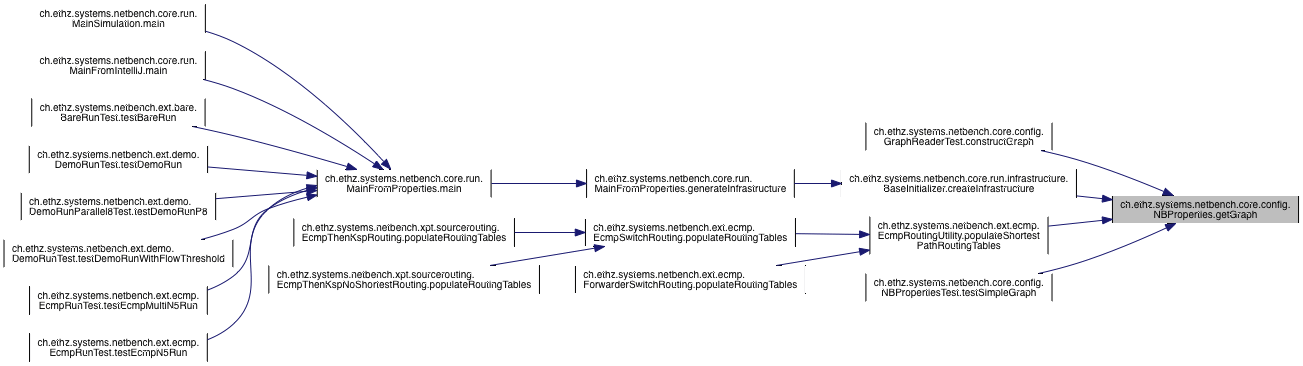 ch.ethz.systems.netbench.core.run.
MainSimulation.main
ch.ethz.systems.netbench.core.run.
MainFromIntelliJ.main
ch.ethz.systems.netbench.ext.bare.
BareRunTest.testBareRun
ch.ethz.systems.netbench.ext.demo.
DemoRunTest.testDemoRun
ch.ethz.systems.netbench.ext.demo.
DemoRunParallel8Test.testDemoRunP8
ch.ethz.systems.netbench.ext.demo.
DemoRunTest.testDemoRunWithFlowThreshold
ch.ethz.systems.netbench.ext.ecmp.
EcmpRunTest.testEcmpMultiN5Run
ch.ethz.systems.netbench.ext.ecmp.
EcmpRunTest.testEcmpN5Run
ch.ethz.systems.netbench.core.run.
MainFromProperties.main
ch.ethz.systems.netbench.xpt.sourcerouting.
EcmpThenKspRouting.populateRoutingTables
ch.ethz.systems.netbench.xpt.sourcerouting.
EcmpThenKspNoShortestRouting.populateRoutingTables
ch.ethz.systems.netbench.core.run.
MainFromProperties.generateInfrastructure
ch.ethz.systems.netbench.ext.ecmp.
EcmpSwitchRouting.populateRoutingTables
ch.ethz.systems.netbench.ext.ecmp.
ForwarderSwitchRouting.populateRoutingTables
ch.ethz.systems.netbench.core.config.
GraphReaderTest.constructGraph
ch.ethz.systems.netbench.core.run.infrastructure.
BaseInitializer.createInfrastructure
ch.ethz.systems.netbench.ext.ecmp.
EcmpRoutingUtility.populateShortest
PathRoutingTables
ch.ethz.systems.netbench.core.config.
NBPropertiesTest.testSimpleGraph
ch.ethz.systems.netbench.core.config.
NBProperties.getGraph